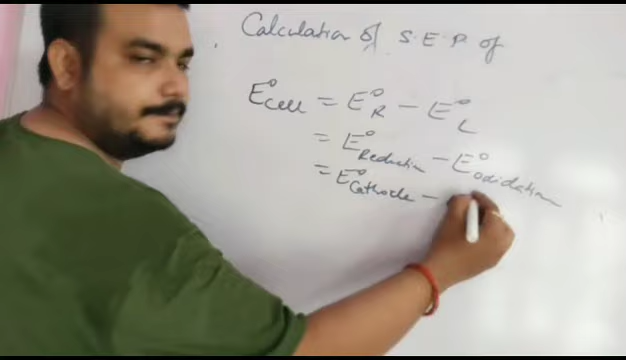 Calculation of S.E.P. of
E°cell = E°R − E°L
= E°Reduction − E°oxidation
= E°Cathode −